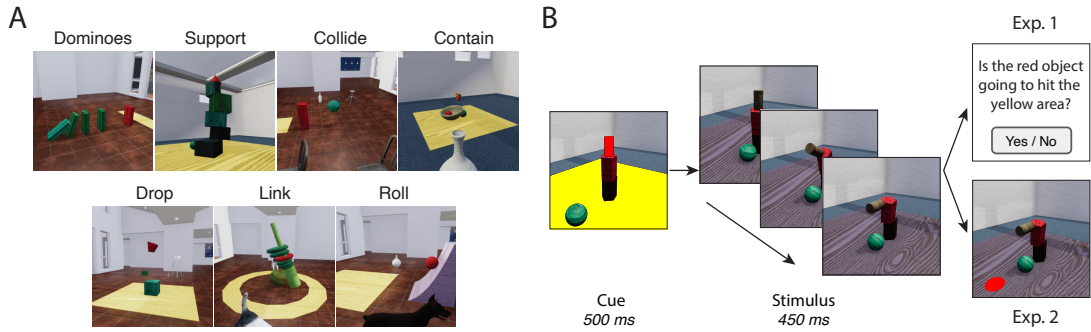 A
Dominoes
Support
Collide
Contain
Drop
Link
Roll
B
Cue
500 ms
Stimulus
450 ms
Exp. 1
Is the red object
going to hit the
yellow area?
Yes / No
Exp. 2